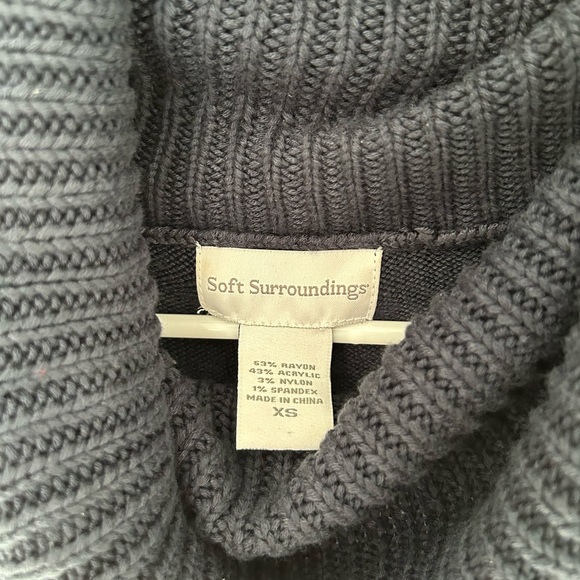 Soft Surroundings
53% RAYON
43% ACRYLIC
3% NYLON
1% SPANDEX
MADE IN CHINA
XS